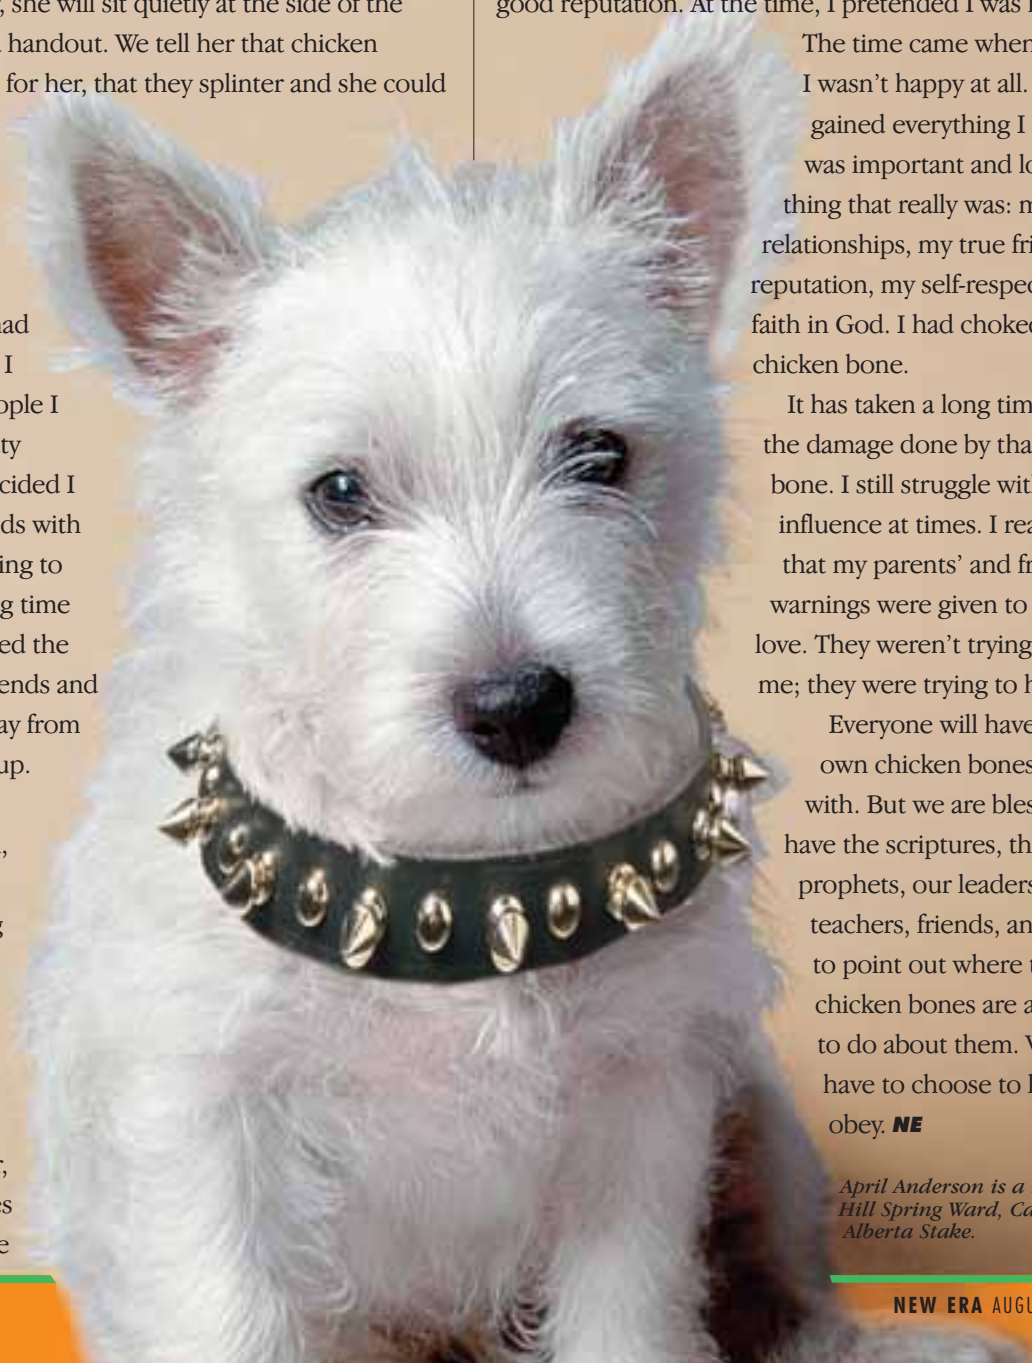 she will sit quietly at the side of the
handout. We tell her that chicken
for her, that they splinter and she could
had
I
people I
ty
cided I
ds with
ing to
g time
ed the
ends and
ay from
up.
g
es
e
good reputation. At the time, I pretended I was
The time came when
I wasn’t happy at all.
gained everything I
was important and lo
thing that really was: m
relationships, my true fri
reputation, my self-respec
faith in God. I had choked
chicken bone.
It has taken a long tim
the damage done by tha
bone. I still struggle wit
influence at times. I rea
that my parents’ and fr
warnings were given to
love. They weren’t trying
me; they were trying to h
Everyone will have
own chicken bones
with. But we are bles
have the scriptures, th
prophets, our leaders
teachers, friends, an
to point out where t
chicken bones are a
to do about them. 
have to choose to
obey. NE
April Anderson is a
Hill Spring Ward, Ca
Alberta Stake.
NEW ERA AUGU